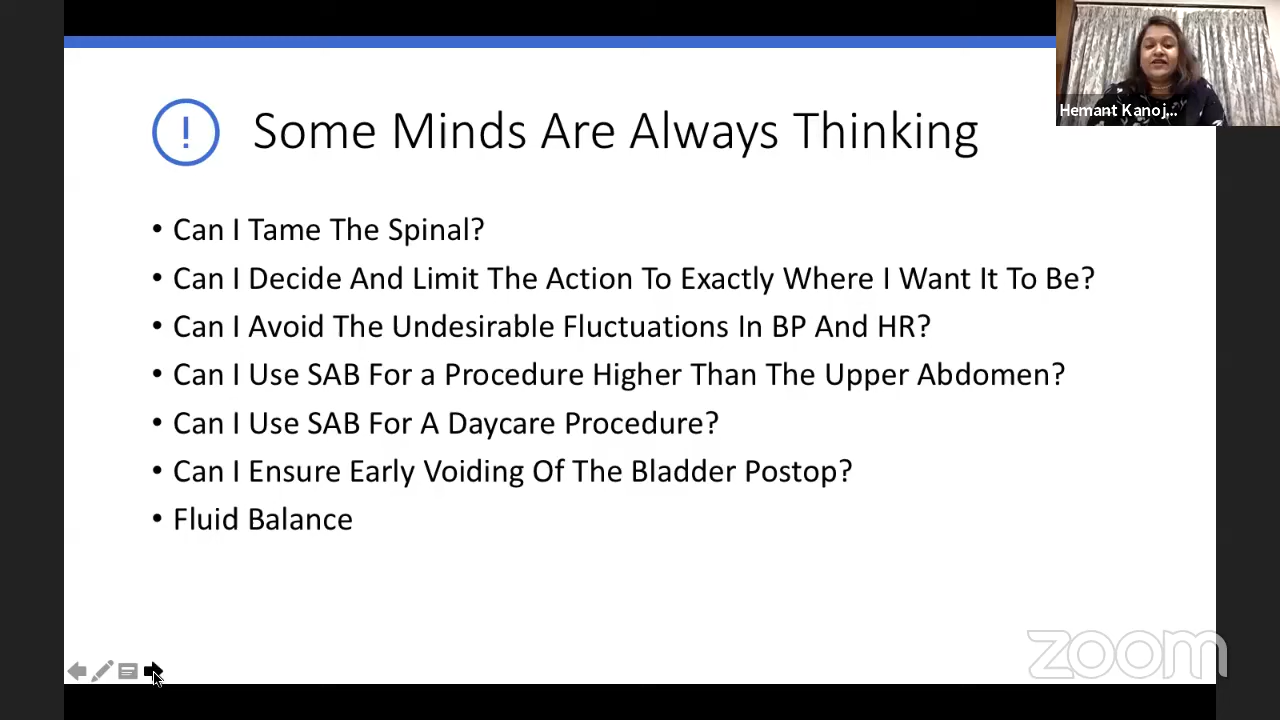 Hemant Kanoj,..
! Some Minds Are Always Thinking
• Can I Tame The Spinal?
• Can I Decide And Limit The Action To Exactly Where I Want It To Be?
• Can I Avoid The Undesirable Fluctuations In BP And HR?
• Can I Use SAB For a Procedure Higher Than The Upper Abdomen?
• Can I Use SAB For A Daycare Procedure?
• Can I Ensure Early Voiding Of The Bladder Postop?
• Fluid Balance
zoom